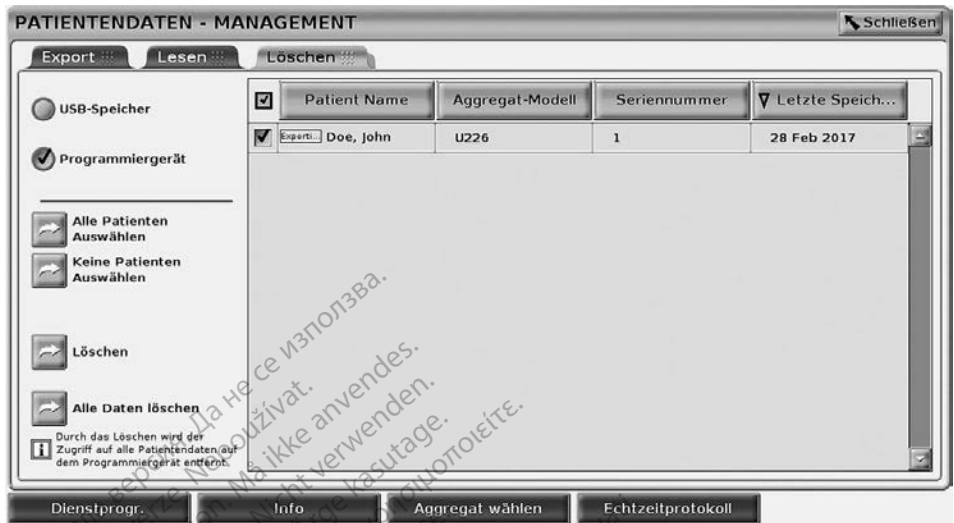 PATIENTENDATEN - MANAGEMENT
Schließen
Export
Lesen
Löschen
USB-Speicher
Programmiergerät
Alle Patienten
Auswählen
Keine Patienten
Auswählen
Löschen
Alle Daten löschen
Durch das Löschen wird der
Zugriff auf alle Patientendaten auf
dem Programmiergerät entfernt.
Patient Name
Aggregat-Modell
Seriennummer
Letzte Speich...
Experti... Doe, John
U226
1
28 Feb 2017
Dienstprogr.
Info
Aggregat wählen
Echtzeitprotokoll
версия. Да не се използва.
verze. Nepoužívat.
Må ikke anvendes.
Nicht verwenden.
kasutage.